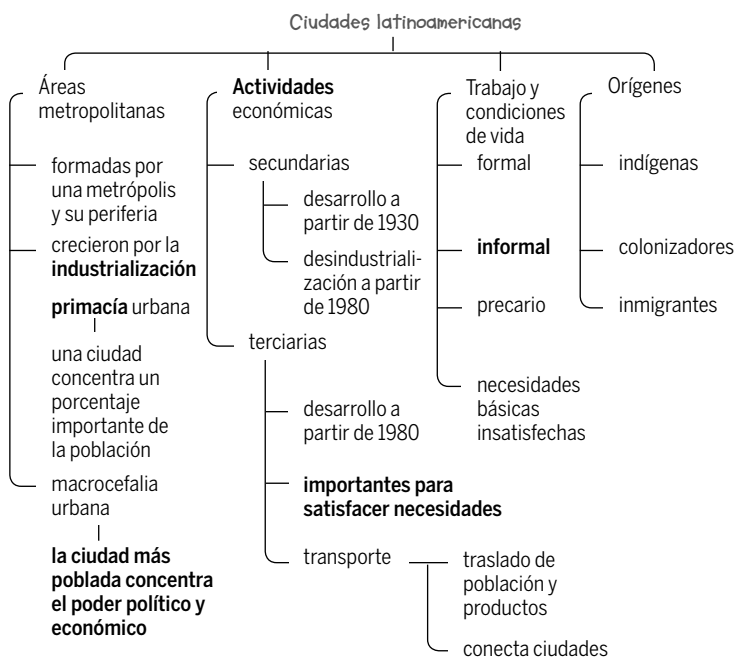 Ciudades latinoamericanas
Áreas
metropolitanas
formadas por
una metrópolis
y su periferia
crecieron por la
industrialización
primacía urbana
una ciudad
concentra un
porcentaje
importante de
la población
macrocefalia
urbana
la ciudad más
poblada concentra
el poder político y
económico
Actividades
económicas
secundarias
desarrollo a
partir de 1930
desindustriali-
zación a partir
de 1980
terciarias
desarrollo a
partir de 1980
importantes para
satisfacer necesidades
transporte
traslado de
población y
productos
conecta ciudades
Trabajo y
condiciones
de vida
formal
informal
precario
necesidades
básicas
insatisfechas
Orígenes
indígenas
colonizadores
inmigrantes